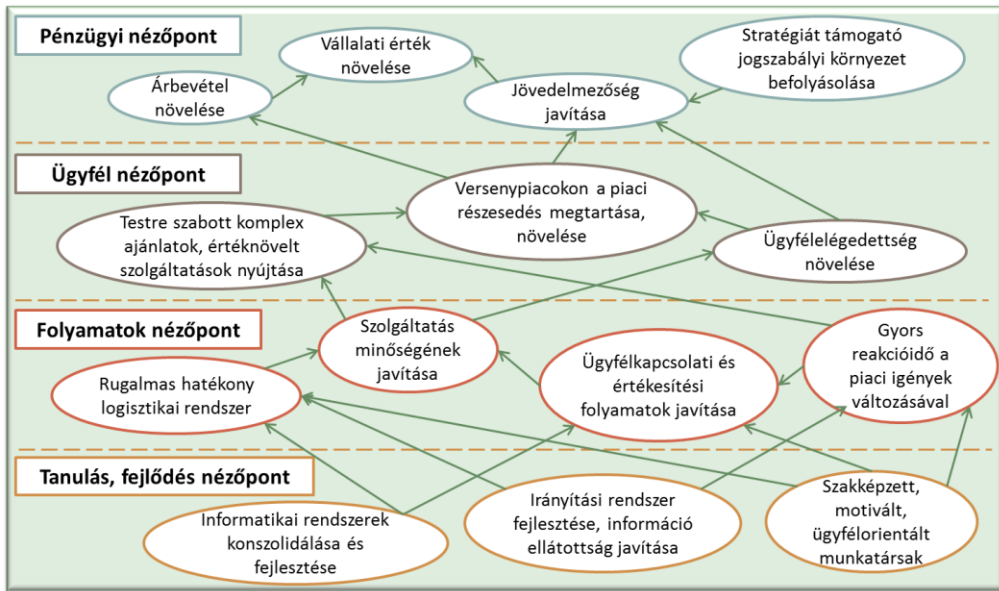 Pénzügyi nézőpont
Vállalati érték
növelése
Stratégiát támogató
jogszabályi környezet
befolyásolása
Árbevétel
növelése
Jövedelmezőség
javítása
Ügyfél nézőpont
Testre szabott komplex
ajánlatok, értéknövelt
szolgáltatások nyújtása
Versenypiacokon a piaci
részesedés megtartása,
növelése
Ügyfélelégedettség
növelése
Folyamatok nézőpont
Rugalmas hatékony
logisztikai rendszer
Szolgáltatás
minőségének
javítása
Ügyfélkapcsolati és
értékesítési
folyamatok javítása
Gyors
reakcióidő a
piaci igények
változásával
Tanulás, fejlődés nézőpont
Informatikai rendszerek
konszolidálása és
fejlesztése
Irányítási rendszer
fejlesztése, információ
ellátottság javítása
Szakképzett,
motivált,
ügyfélorientált
munkatársak